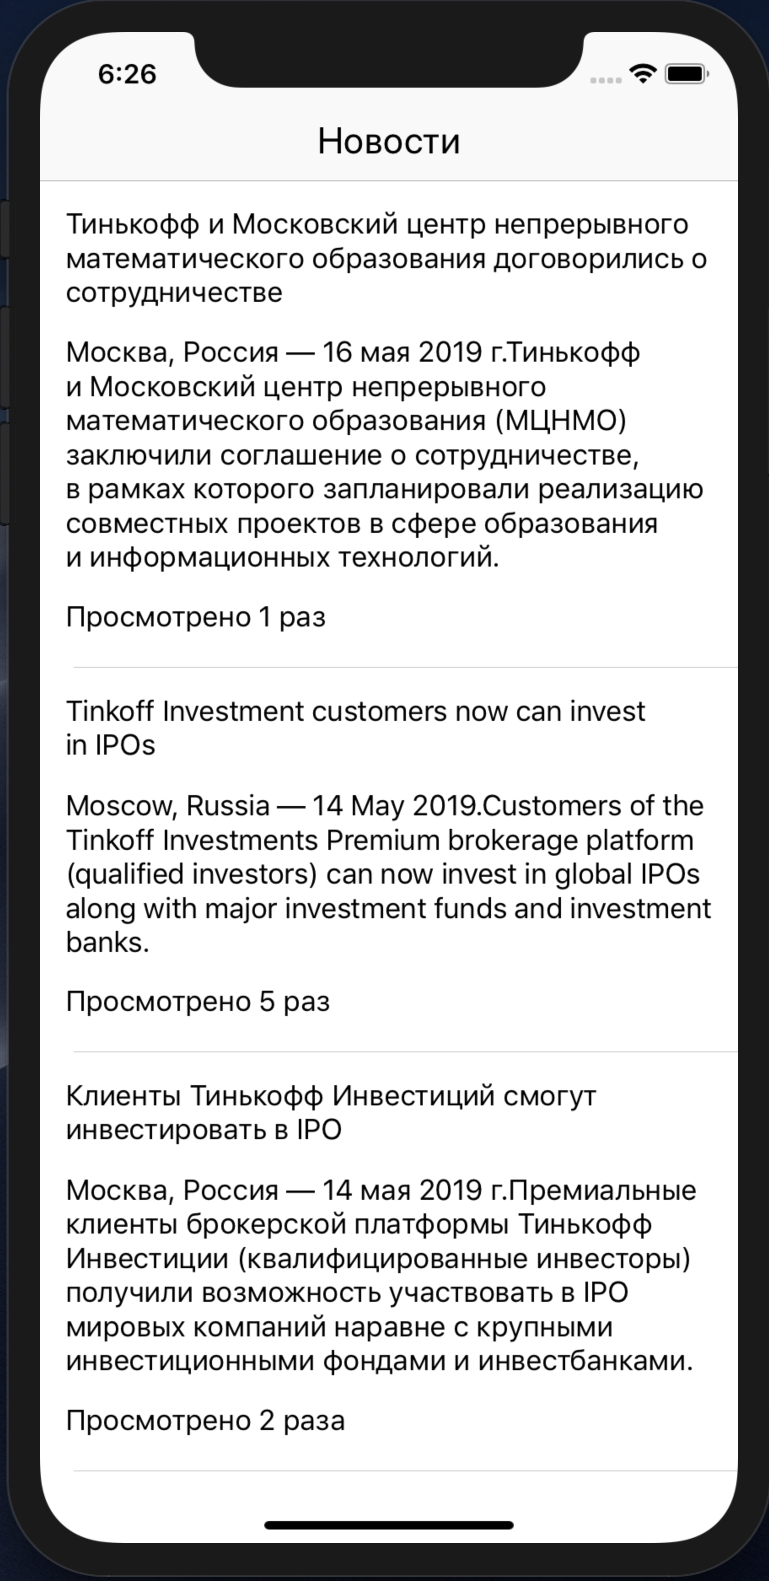 6:26
Новости
Тинькофф и Московский центр непрерывного
математического образования договорились о
сотрудничестве
Москва, Россия — 16 мая 2019 г.Тинькофф
и Московский центр непрерывного
математического образования (МЦНМО)
заключили соглашение о сотрудничестве,
в рамках которого запланировали реализацию
совместных проектов в сфере образования
и информационных технологий.
Просмотрено 1 раз
Tinkoff Investment customers now can invest
in IPOs
Moscow, Russia — 14 May 2019.Customers of the
Tinkoff Investments Premium brokerage platform
(qualified investors) can now invest in global IPOs
along with major investment funds and investment
banks.
Просмотрено 5 раз
Клиенты Тинькофф Инвестиций смогут
инвестировать в IPO
Москва, Россия — 14 мая 2019 г.Премиальные
клиенты брокерской платформы Тинькофф
Инвестиции (квалифицированные инвесторы)
получили возможность участвовать в IPO
мировых компаний наравне с крупными
инвестиционными фондами и инвестбанками.
Просмотрено 2 раза